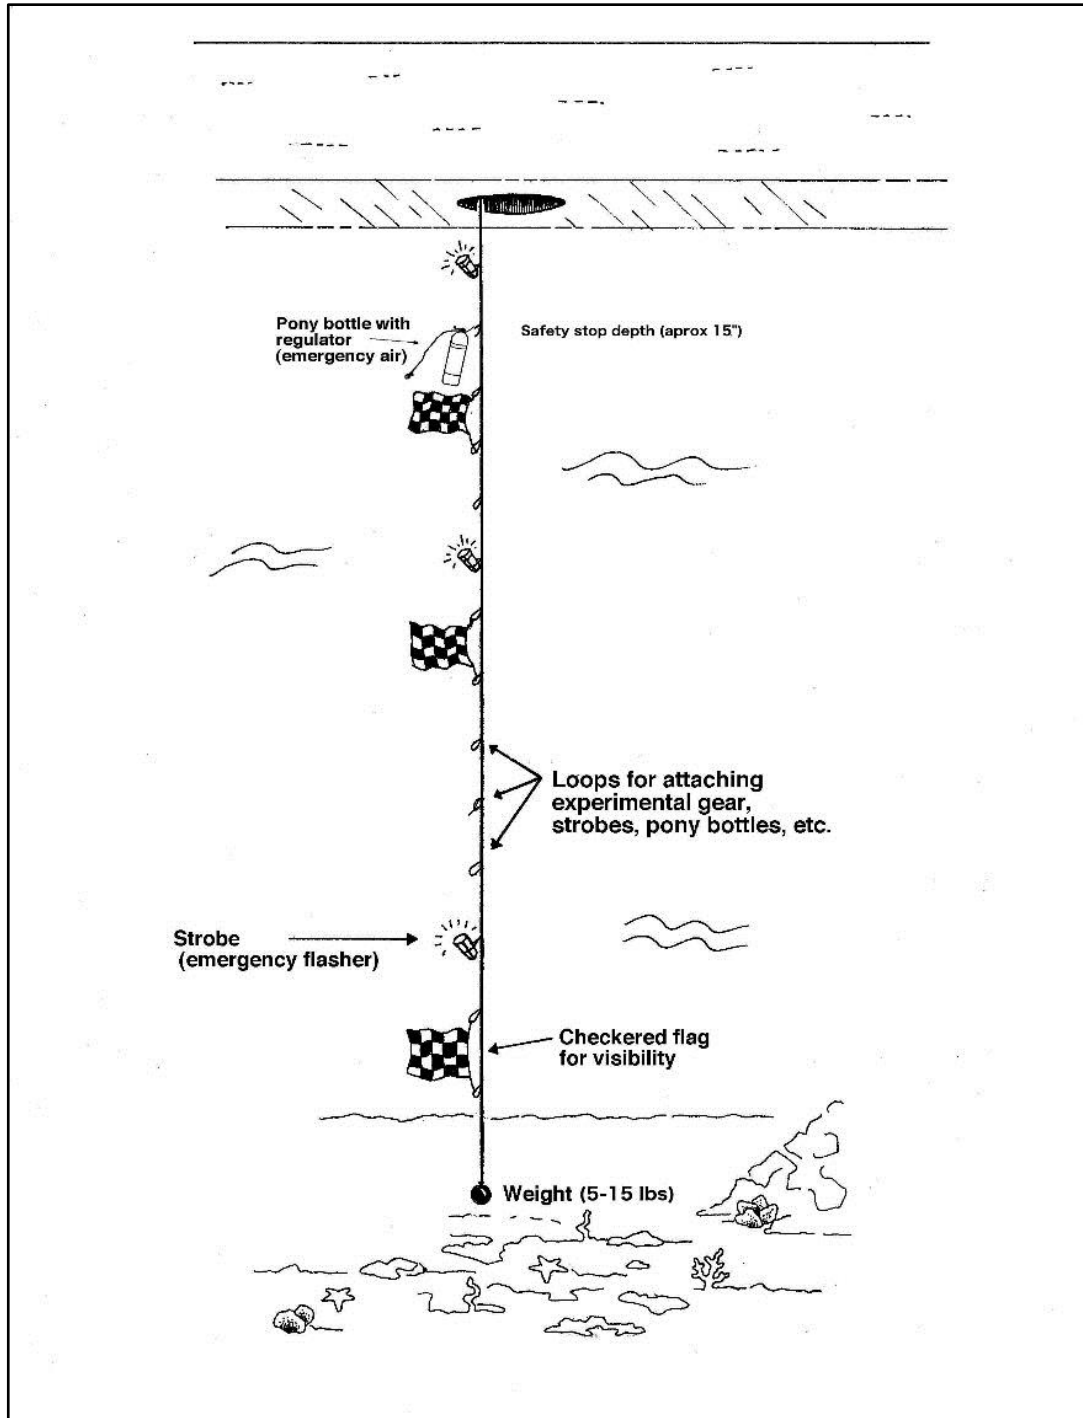 Pony bottle with
regulator
(emergency air)
Safety stop depth (aprox 15")
Loops for attaching
experimental gear,
strobes, pony bottles, etc.
Strobe
(emergency flasher)
Checkered flag
for visibility
Weight (5-15 lbs)